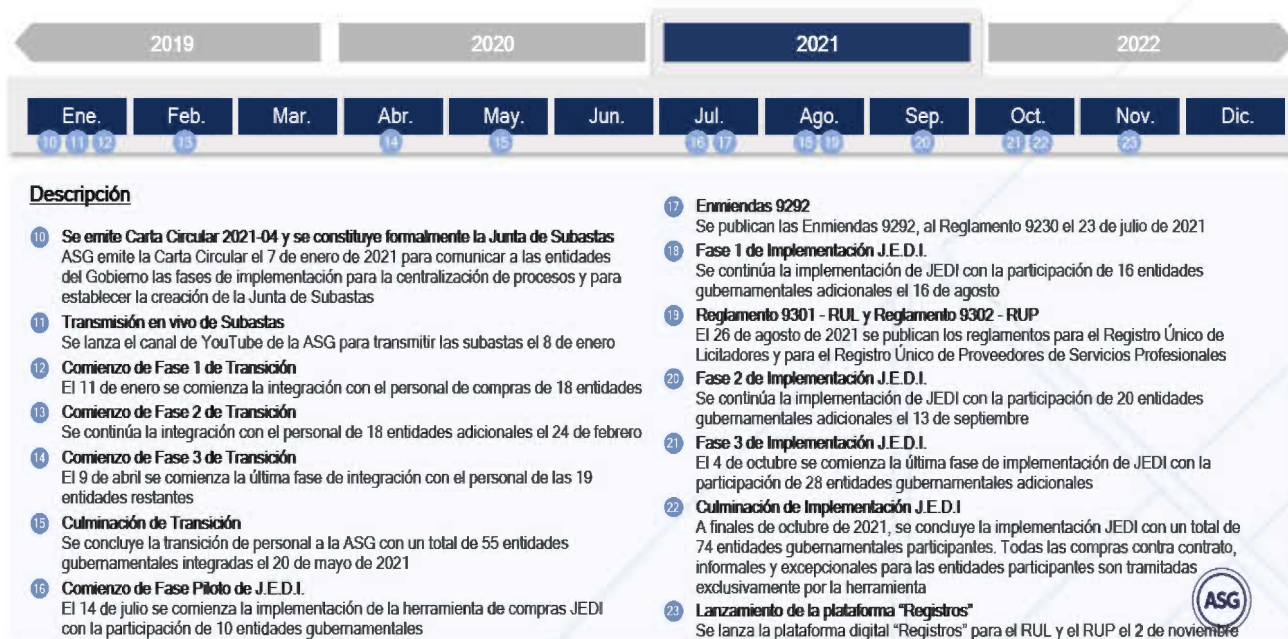 2019
2020
2021
2022
Ene.
Feb.
Mar.
Abr.
May.
Jun.
Jul.
Ago.
Sep.
Oct.
Nov.
Dic.
10 11 12
13
14
15
16 17
18 19
20
21 22
23
Descripción
10 Se emite Carta Circular 2021-04 y se constituye formalmente la Junta de Subastas
ASG emite la Carta Circular el 7 de enero de 2021 para comunicar a las entidades
del Gobierno las fases de implementación para la centralización de procesos y para
establecer la creación de la Junta de Subastas
11 Transmisión en vivo de Subastas
Se lanza el canal de YouTube de la ASG para transmitir las subastas el 8 de enero
12 Comienzo de Fase 1 de Transición
El 11 de enero se comienza la integración con el personal de compras de 18 entidades
13 Comienzo de Fase 2 de Transición
Se continúa la integración con el personal de 18 entidades adicionales el 24 de febrero
14 Comienzo de Fase 3 de Transición
El 9 de abril se comienza la última fase de integración con el personal de las 19
entidades restantes
15 Culminación de Transición
Se concluye la transición de personal a la ASG con un total de 55 entidades
gubernamentales integradas el 20 de mayo de 2021
16 Comienzo de Fase Piloto de J.E.D.I.
El 14 de julio se comienza la implementación de la herramienta de compras JEDI
con la participación de 10 entidades gubernamentales
17 Enmiendas 9292
Se publican las Enmiendas 9292, al Reglamento 9230 el 23 de julio de 2021
18 Fase 1 de Implementación J.E.D.I.
Se continúa la implementación de JEDI con la participación de 16 entidades
gubernamentales adicionales el 16 de agosto
19 Reglamento 9301 - RUL y Reglamento 9302 - RUP
El 26 de agosto de 2021 se publican los reglamentos para el Registro Único de
Licitadores y para el Registro Único de Proveedores de Servicios Profesionales
20 Fase 2 de Implementación J.E.D.I.
Se continúa la implementación de JEDI con la participación de 20 entidades
gubernamentales adicionales el 13 de septiembre
21 Fase 3 de Implementación J.E.D.I.
El 4 de octubre se comienza la última fase de implementación de JEDI con la
participación de 28 entidades gubernamentales adicionales
22 Culminación de Implementación J.E.D.I
A finales de octubre de 2021, se concluye la implementación JEDI con un total de
74 entidades gubernamentales participantes. Todas las compras contra contrato,
informales y excepcionales para las entidades participantes son tramitadas
exclusivamente por la herramienta
23 Lanzamiento de la plataforma "Registros"
Se lanza la plataforma digital "Registros" para el RUL y el RUP el 2 de noviembre
ASG